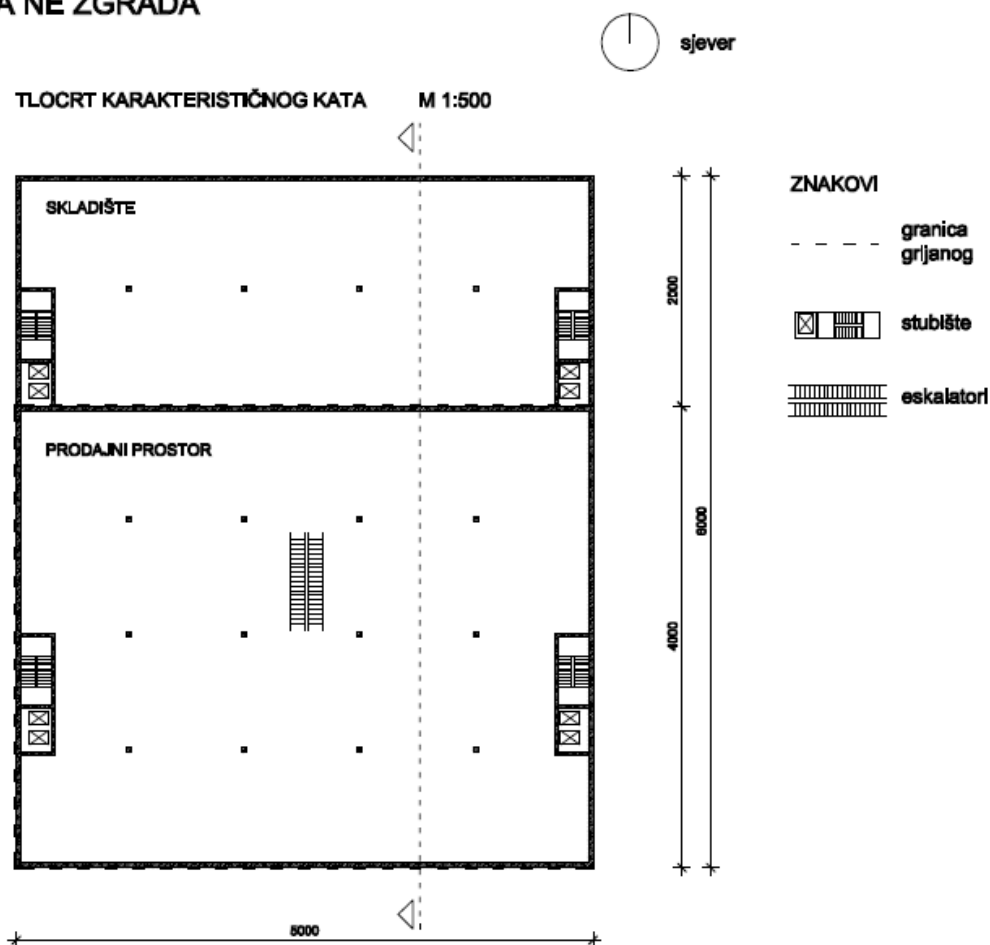 A NE ZGRADA
sjever
TLOCRT KARAKTERISTIČNOG KATA M 1:500
ZNAKOVI
SKLADIŠTE
granica
grijanog
2000
stubište
eskalatori
PRODAJNI PROSTOR
6000
4000
5000